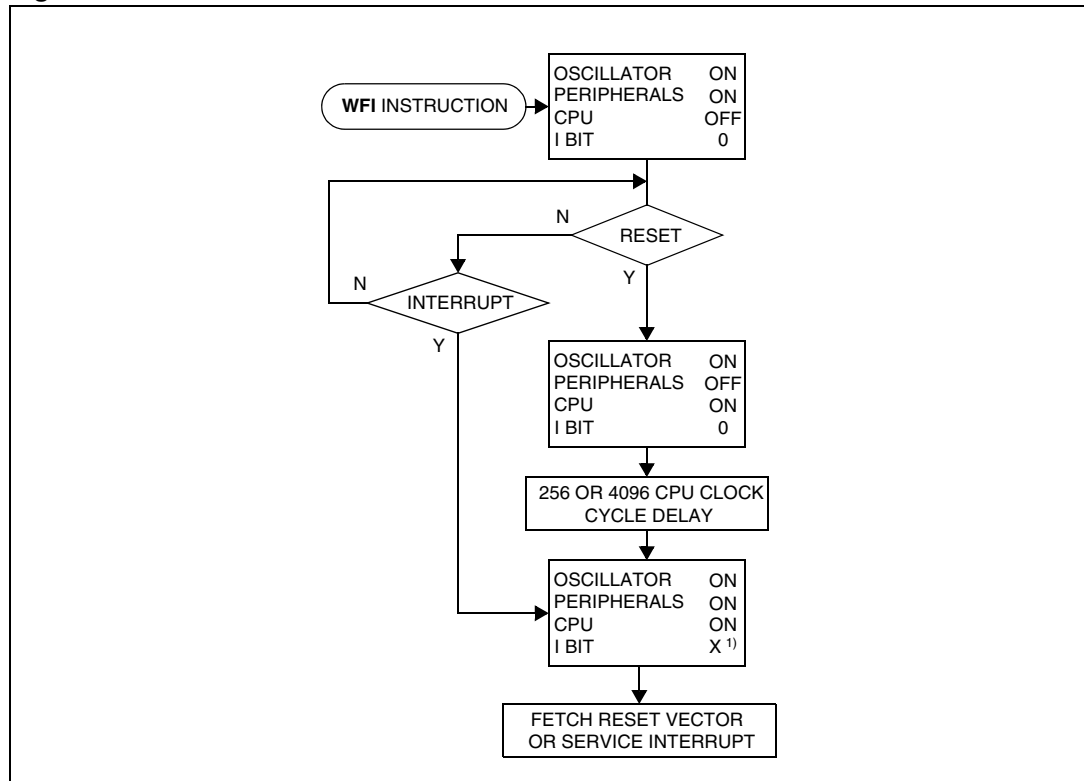 WFI INSTRUCTION
OSCILLATOR ON
PERIPHERALS ON
CPU OFF
I BIT 0
N
RESET
Y
N
INTERRUPT
Y
OSCILLATOR ON
PERIPHERALS OFF
CPU ON
I BIT 0
256 OR 4096 CPU CLOCK
CYCLE DELAY
OSCILLATOR ON
PERIPHERALS ON
CPU ON
I BIT X 1)
FETCH RESET VECTOR
OR SERVICE INTERRUPT